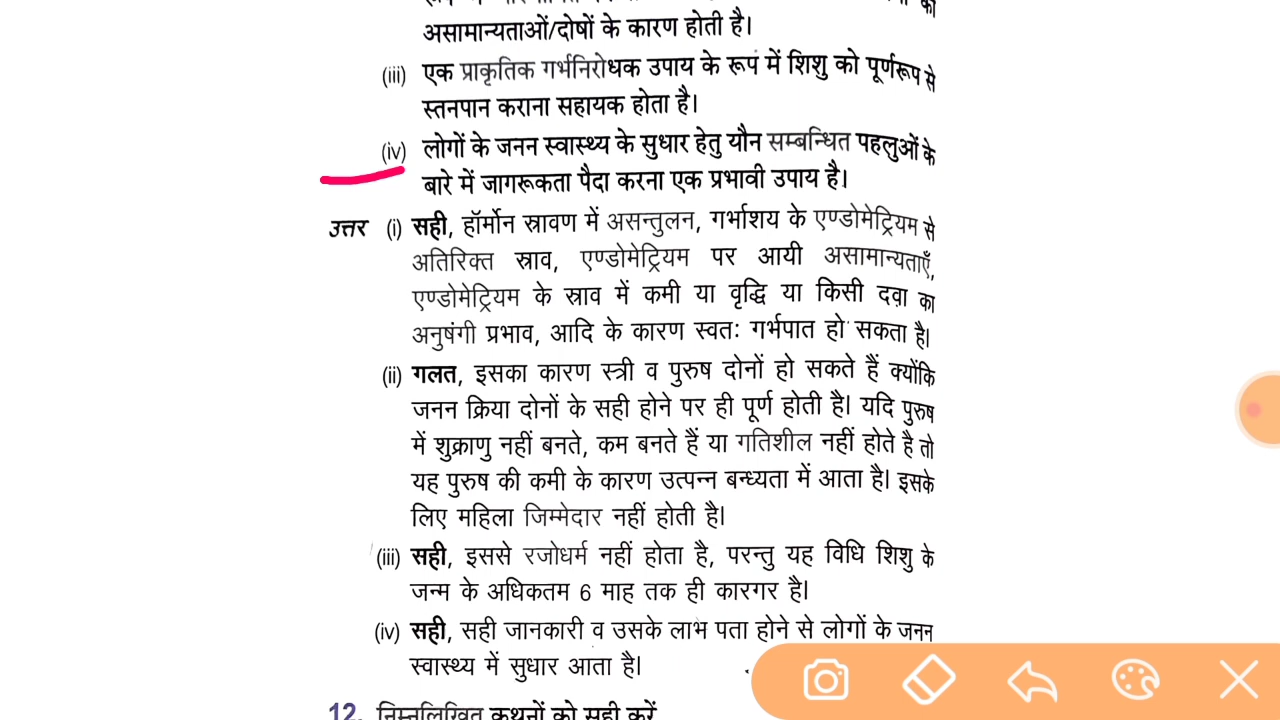 असामान्यताओं/दोषों के कारण होती है।
(iii) एक प्राकृतिक गर्भनिरोधक उपाय के रूप में शिशु को पूर्णरूप से
स्तनपान कराना सहायक होता है।
(iv) लोगों के जनन स्वास्थ्य के सुधार हेतु यौन सम्बन्धित पहलुओं के
बारे में जागरूकता पैदा करना एक प्रभावी उपाय है।
उत्तर (i) सही, हॉर्मोन स्रावण में असन्तुलन, गर्भाशय के एण्डोमेट्रियम से
अतिरिक्त स्राव, एण्डोमेट्रियम पर आयी असामान्यताएँ,
एण्डोमेट्रियम के स्राव में कमी या वृद्धि या किसी दवा का
अनुषंगी प्रभाव, आदि के कारण स्वतः गर्भपात हो सकता है।
(ii) गलत, इसका कारण स्त्री व पुरुष दोनों हो सकते हैं क्योंकि
जनन क्रिया दोनों के सही होने पर ही पूर्ण होती है। यदि पुरुष
में शुक्राणु नहीं बनते, कम बनते हैं या गतिशील नहीं होते है तो
यह पुरुष की कमी के कारण उत्पन्न बन्ध्यता में आता है। इसके
लिए महिला जिम्मेदार नहीं होती है।
(iii) सही, इससे रजोधर्म नहीं होता है, परन्तु यह विधि शिशु के
जन्म के अधिकतम 6 माह तक ही कारगर है।
(iv) सही, सही जानकारी व उसके लाभ पता होने से लोगों के जनन
स्वास्थ्य में सुधार आता है।
12. निम्नलिखित कथनों को सही करें